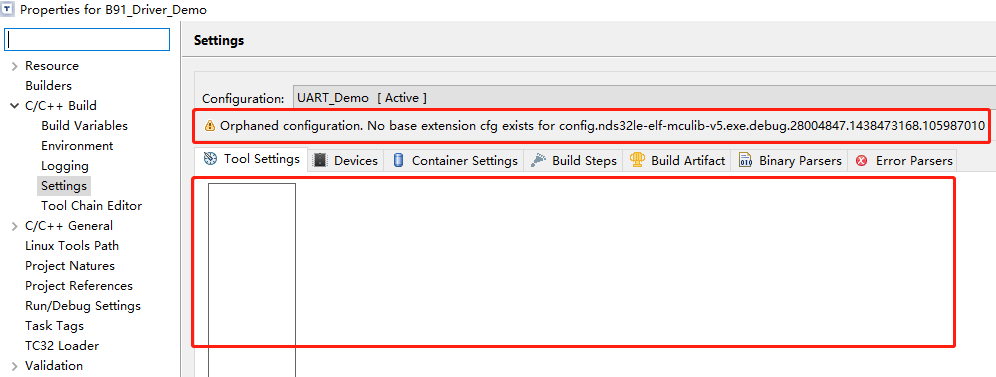 Properties for B91_Driver_Demo
Settings
Resource
Builders
C/C++ Build
Build Variables
Environment
Logging
Settings
Tool Chain Editor
C/C++ General
Linux Tools Path
Project Natures
Project References
Run/Debug Settings
Task Tags
TC32 Loader
Validation
Configuration: UART_Demo [ Active ]
Orphaned configuration. No base extension cfg exists for config.nds32le-elf-mculib-v5.exe.debug.28004847.1438473168.105987010
Tool Settings Devices Container Settings Build Steps Build Artifact Binary Parsers Error Parsers